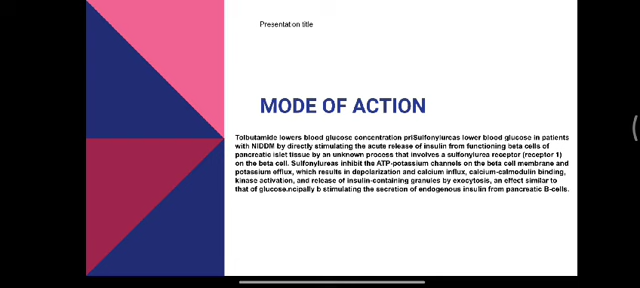 Presentation title
MODE OF ACTION
Tolbutamide lowers blood glucose concentration priSulfonylureas lower blood glucose in patients
with NIDDM by directly stimulating the acute release of insulin from functioning beta cells of
pancreatic islet tissue by an unknown process that involves a sulfonylurea receptor (receptor 1)
on the beta cell. Sulfonylureas inhibit the ATP-potassium channels on the beta cell membrane and
potassium efflux, which results in depolarization and calcium influx, calcium-calmodulin binding,
kinase activation, and release of insulin-containing granules by exocytosis, an effect similar to
that of glucose.ncipally b stimulating the secretion of endogenous insulin from pancreatic B-cells.